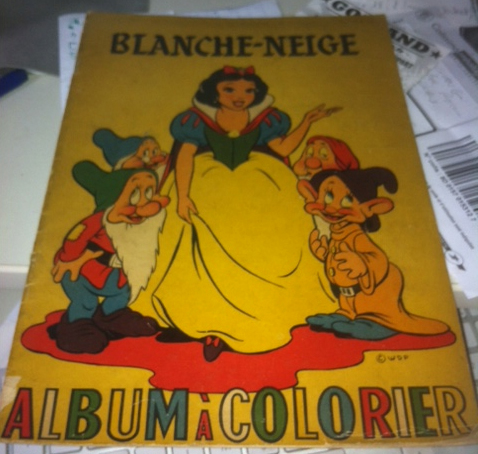 BLANCHE-NEIGE
© WDP
ALBUM À COLORIER